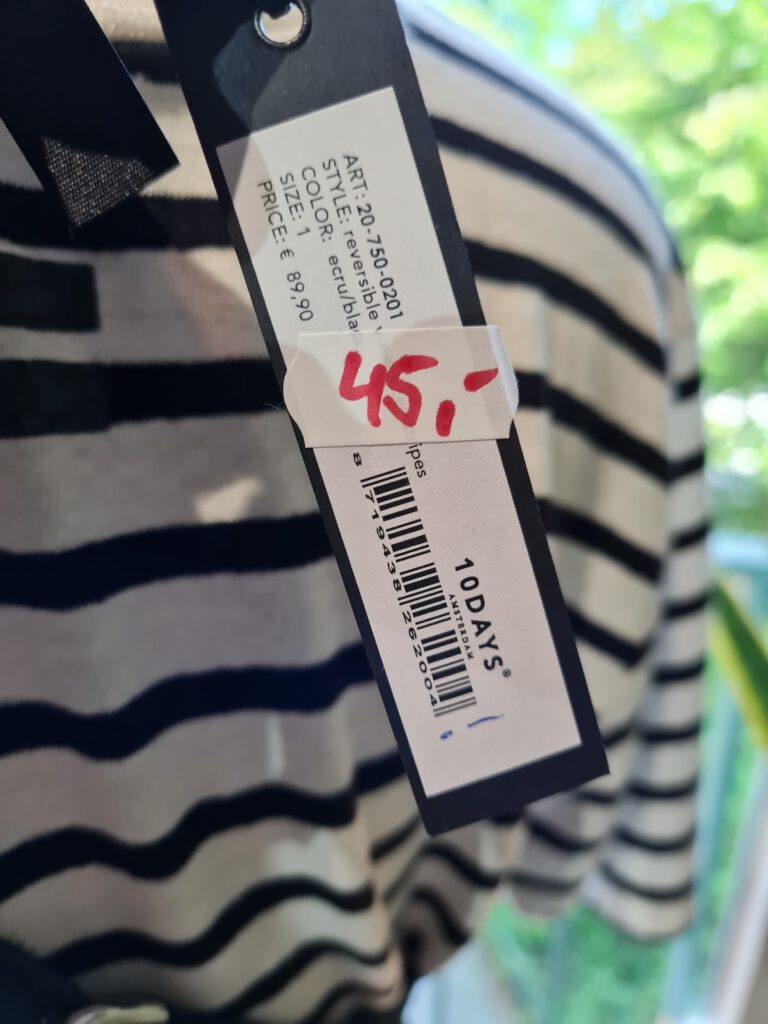 ART: 20-750-0201
STYLE: reversible
COLOR: ecru/bla
SIZE: 1
PRICE: € 89,90
45,-
ipes
8 719438 262004
10DAYS®
AMSTERDAM